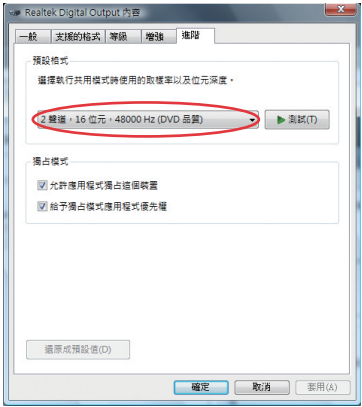 Realtek Digital Output 內容
一般 支援的格式 等級 增強 進階
預設格式
選擇執行共用模式時使用的取樣率以及位元深度。
2 聲道，16 位元，48000 Hz (DVD 品質) 測試(T)
獨占模式
允許應用程式獨占這個裝置
給予獨占模式應用程式優先權
還原成預設值(D)
確定 取消 套用(A)